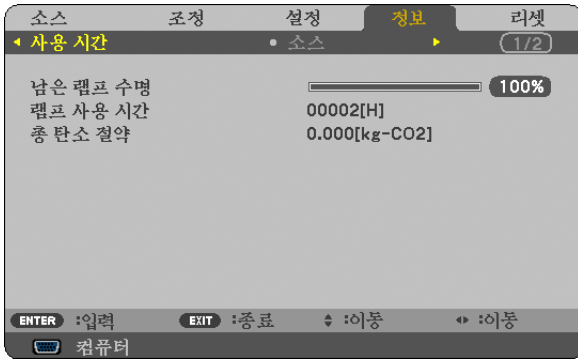 소스 조정 설정 정보 리셋
사용 시간 • 소스 1/2
남은 램프 수명 100%
램프 사용 시간 00002[H]
총 탄소 절약 0.000[kg-CO2]
ENTER :입력 EXIT :종료 :이동 :이동
컴퓨터